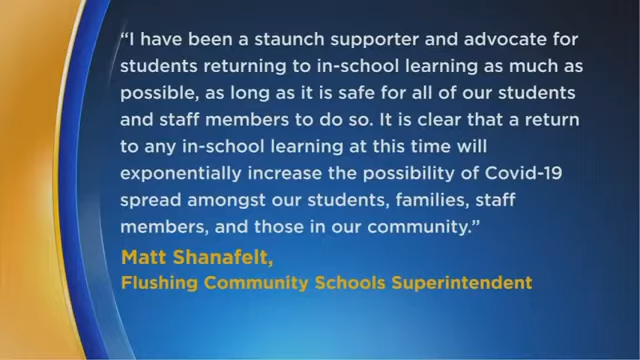 “I have been a staunch supporter and advocate for
students returning to in-school learning as much as
possible, as long as it is safe for all of our students
and staff members to do so. It is clear that a return
to any in-school learning at this time will
exponentially increase the possibility of Covid-19
spread amongst our students, families, staff
members, and those in our community.”
Matt Shanafelt,
Flushing Community Schools Superintendent